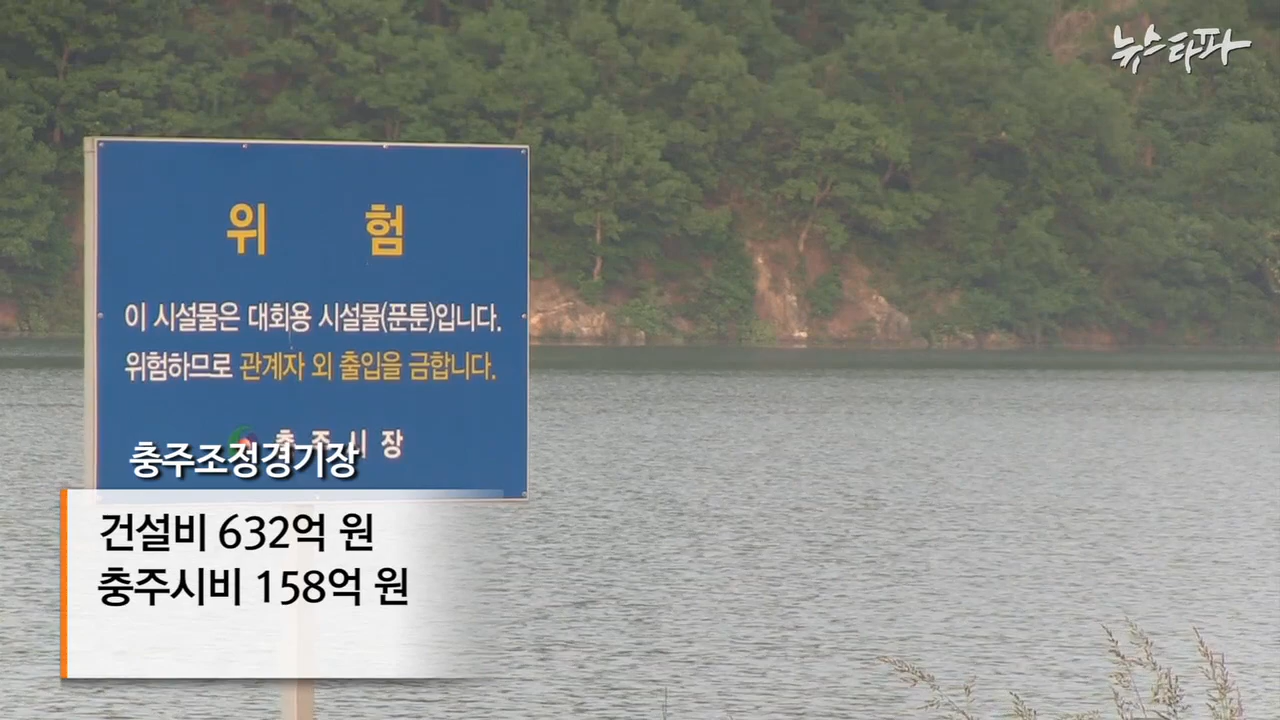 뉴스타파
위 험
이 시설물은 대회용 시설물(푼툰)입니다.
위험하므로 관계자 외 출입을 금합니다.
충 주 시 장
충주조정경기장
건설비 632억 원
충주시비 158억 원